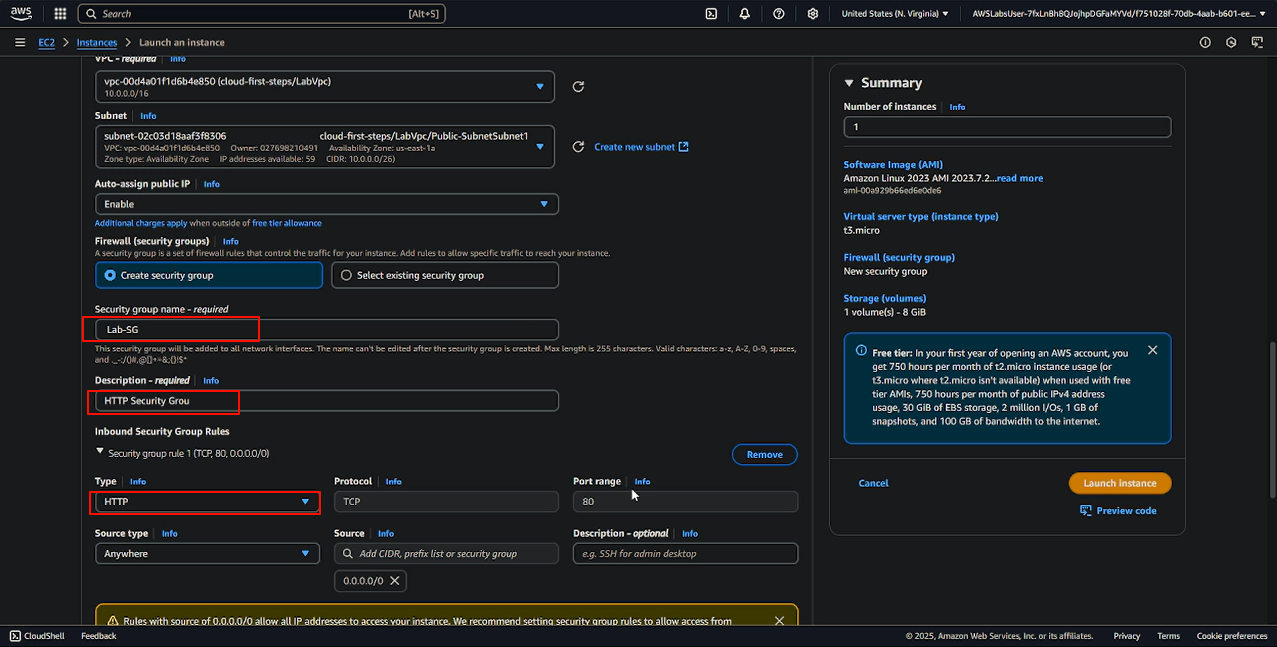 aws
Search [Alt+S]
United States (N. Virginia)
AWSLabsUser-7fxLnBh8QJojhpDGFaMYVd/f751028f-70db-4aab-b601-ee...
EC2 > Instances > Launch an instance
VPC - required Info
vpc-00d4a01f1d6b4e850 (cloud-first-steps/LabVpc)
10.0.0.0/16
Subnet Info
subnet-02c03d18aaf3f8306 cloud-first-steps/LabVpc/Public-SubnetSubnet1
VPC: vpc-00d4a01f1d6b4e850 Owner: 027698210491 Availability Zone: us-east-1a
Zone type: Availability Zone IP addresses available: 59 CIDR: 10.0.0.0/26)
Create new subnet
Auto-assign public IP Info
Enable
Additional charges apply when outside of free tier allowance
Firewall (security groups) Info
A security group is a set of firewall rules that control the traffic for your instance. Add rules to allow specific traffic to reach your instance.
Create security group
Select existing security group
Security group name - required
Lab-SG
This security group will be added to all network interfaces. The name can't be edited after the security group is created. Max length is 255 characters. Valid characters: a-z, A-Z, 0-9, spaces,
and ._-:/()#,@[]+=&;{}!$*
Description - required Info
HTTP Security Grou
Inbound Security Group Rules
Security group rule 1 (TCP, 80, 0.0.0.0/0)
Remove
Type Info
HTTP
Protocol Info
TCP
Port range Info
80
Source type Info
Anywhere
Source Info
Add CIDR, prefix list or security group
0.0.0.0/0
Description - optional Info
e.g. SSH for admin desktop
Rules with source of 0.0.0.0/0 allow all IP addresses to access your instance. We recommend setting security group rules to allow access from
Summary
Number of instances Info
1
Software Image (AMI)
Amazon Linux 2023 AMI 2023.7.2...read more
ami-00a929b66ed6e0de6
Virtual server type (instance type)
t3.micro
Firewall (security group)
New security group
Storage (volumes)
1 volume(s) - 8 GiB
Free tier: In your first year of opening an AWS account, you
get 750 hours per month of t2.micro instance usage (or
t3.micro where t2.micro isn't available) when used with free
tier AMIs, 750 hours per month of public IPv4 address
usage, 30 GiB of EBS storage, 2 million I/Os, 1 GB of
snapshots, and 100 GB of bandwidth to the internet.
Cancel
Launch instance
Preview code
CloudShell Feedback
© 2025, Amazon Web Services, Inc. or its affiliates. Privacy Terms Cookie preferences